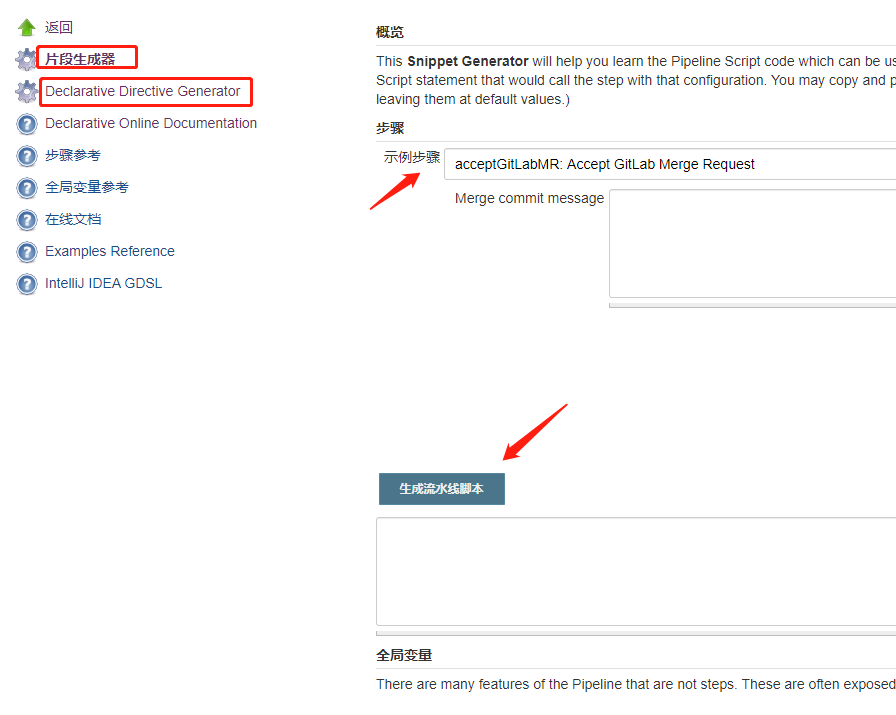 返回
片段生成器
Declarative Directive Generator
Declarative Online Documentation
步骤参考
全局变量参考
在线文档
Examples Reference
IntelliJ IDEA GDSL
概览
This Snippet Generator will help you learn the Pipeline Script code which can be
Script statement that would call the step with that configuration. You may copy and
leaving them at default values.)
步骤
示例步骤
acceptGitLabMR: Accept GitLab Merge Request
Merge commit message
生成流水线脚本
全局变量
There are many features of the Pipeline that are not steps. These are often exposed